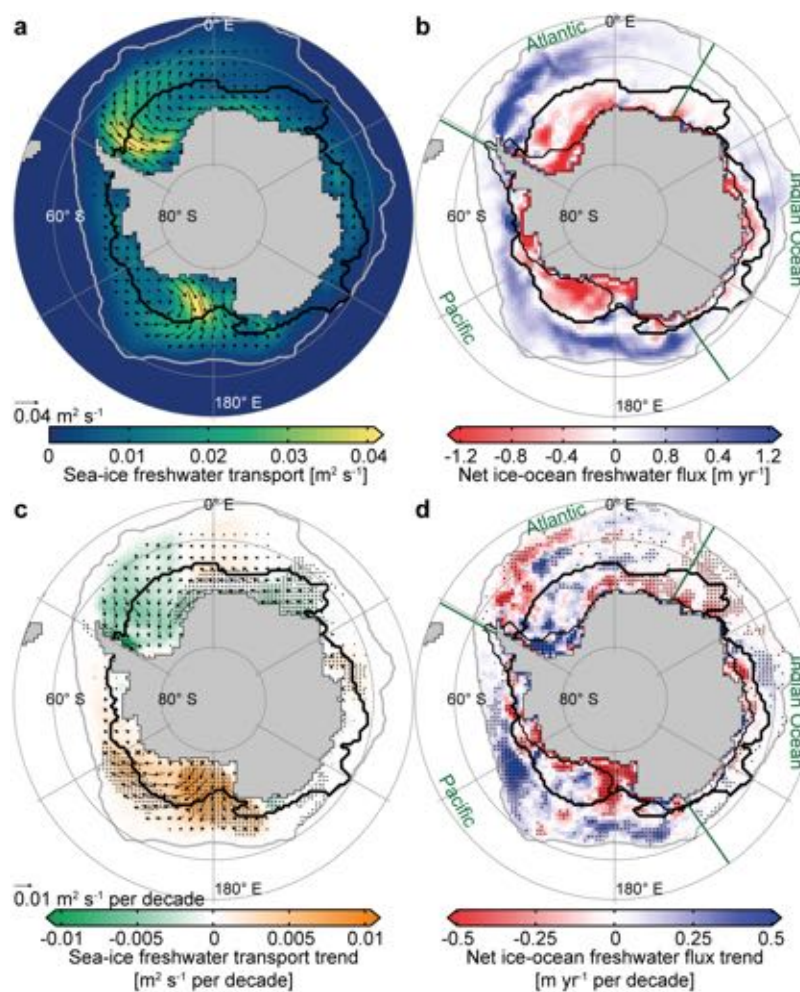 a
0° E
60° S
80° S
180° E
0.04 m² s⁻¹
0 0.01 0.02 0.03 0.04
Sea-ice freshwater transport [m² s⁻¹]
b
Atlantic
0° E
Indian Ocean
60° S
80° S
Pacific
180° E
-1.2 -0.8 -0.4 0 0.4 0.8 1.2
Net ice-ocean freshwater flux [m yr⁻¹]
c
0° E
60° S
80° S
180° E
0.01 m² s⁻¹ per decade
-0.01 -0.005 0 0.005 0.01
Sea-ice freshwater transport trend
[m² s⁻¹ per decade]
d
Atlantic
0° E
Indian Ocean
60° S
80° S
Pacific
180° E
-0.5 -0.25 0 0.25 0.5
Net ice-ocean freshwater flux trend
[m yr⁻¹ per decade]